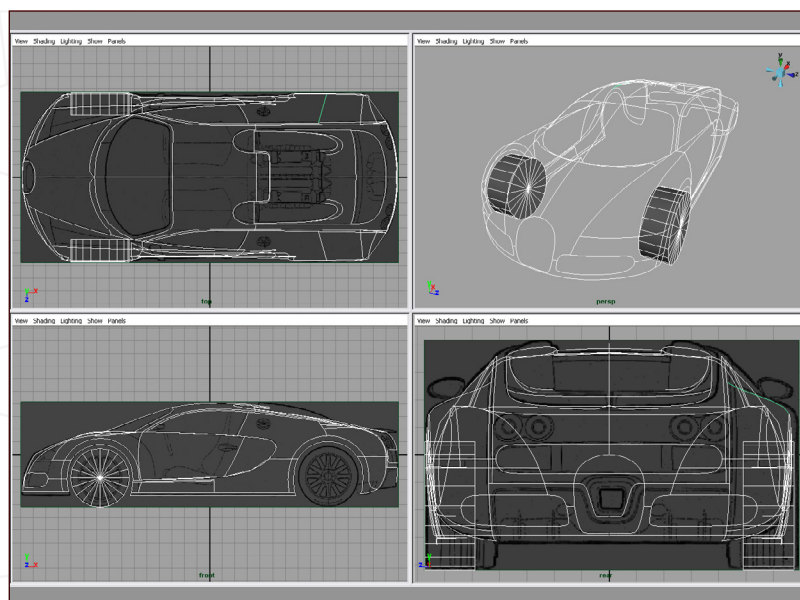 View Shading Lighting Show Panels
View Shading Lighting Show Panels
y
x
z
x
z
top
x
z
persp
View Shading Lighting Show Panels
View Shading Lighting Show Panels
z x
front
z
rear